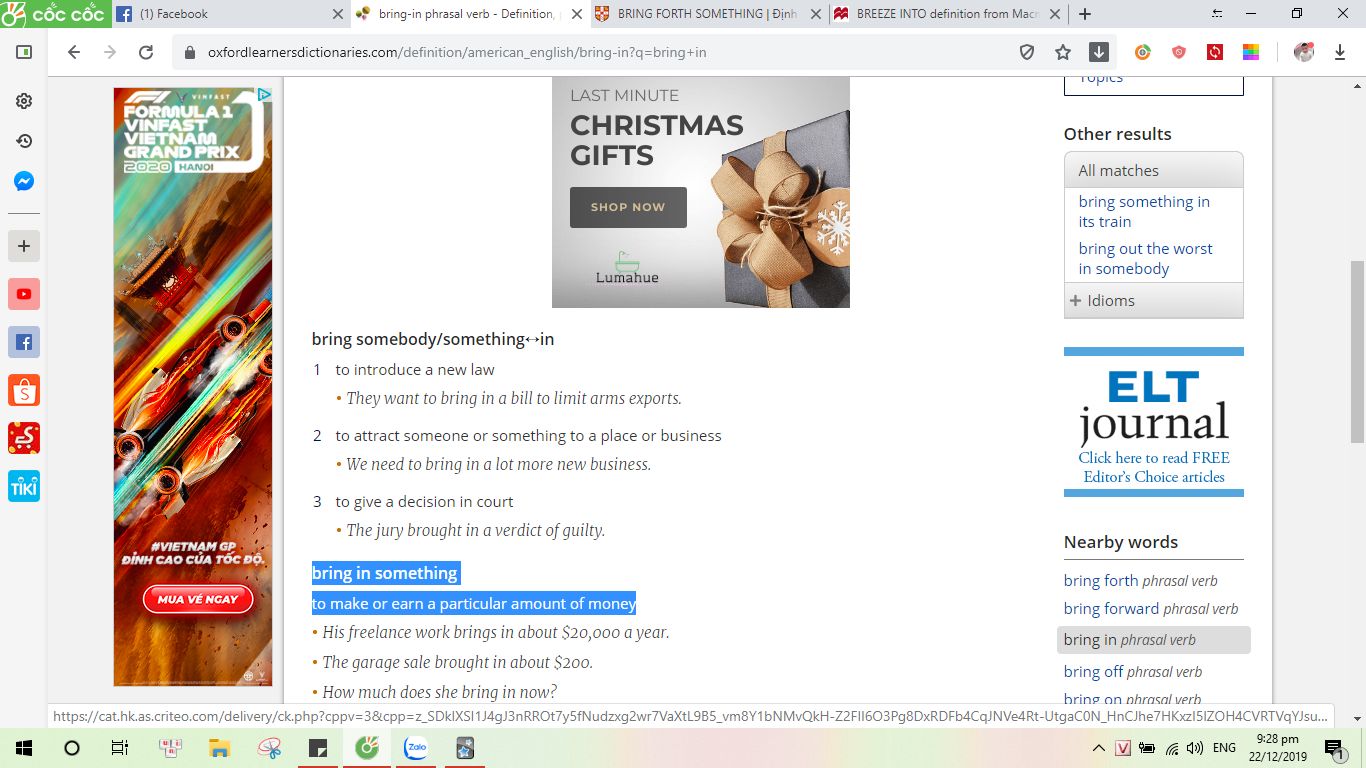 cốc cốc
(1) Facebook
bring-in phrasal verb - Definition,
BRING FORTH SOMETHING | Định
BREEZE INTO definition from Macm
oxfordlearnersdictionaries.com/definition/american_english/bring-in?q=bring+in
VINFAST
FORMULA 1
VINFAST
VIETNAM
GRAND PRIX
2020 HANOI
#VIETNAM GP
ĐỈNH CAO CỦA TỐC ĐỘ.
MUA VÉ NGAY
LAST MINUTE
CHRISTMAS
GIFTS
SHOP NOW
Lumahue
bring somebody/something↔in
1 to introduce a new law
• They want to bring in a bill to limit arms exports.
2 to attract someone or something to a place or business
• We need to bring in a lot more new business.
3 to give a decision in court
• The jury brought in a verdict of guilty.
bring in something
to make or earn a particular amount of money
• His freelance work brings in about $20,000 a year.
• The garage sale brought in about $200.
• How much does she bring in now?
Topics
Other results
All matches
bring something in
its train
bring out the worst
in somebody
+ Idioms
ELT
journal
Click here to read FREE
Editor's Choice articles
Nearby words
bring forth phrasal verb
bring forward phrasal verb
bring in phrasal verb
bring off phrasal verb
bring on phrasal verb
TiKi
https://cat.hk.as.criteo.com/delivery/ck.php?cppv=3&cpp=z_SDklXSI1J4gJ3nRROt7y5fNudzxg2wr7VaXtL9B5_vm8Y1bNMvQkH-Z2FII6O3Pg8DxRDFb4CqJNVe4Rt-UtgaC0N_HnCJhe7HKxzI5IZOH4CVRTVqYJsu...
Zalo
V
ENG
9:28 pm
22/12/2019
1